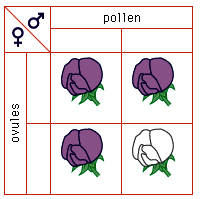 ♂
♀
pollen
ovules